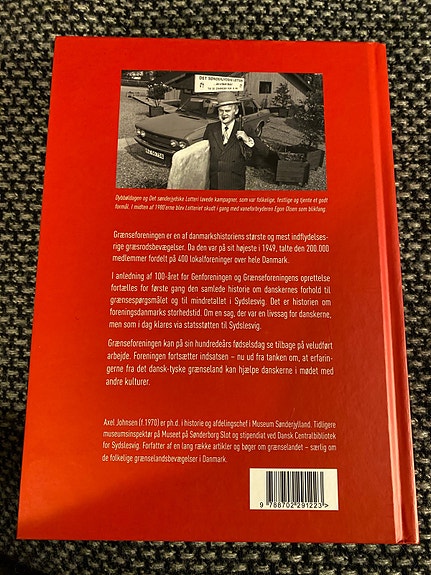 DET SØNDERJYDSKE LOTTERI
Dybbøldagen og Det sønderjydske Lotteri lavede kampagner, som var folkelige, festlige og tjente et godt
formål. I midten af 1980'erne blev Lotteriet skudt i gang med vanetvbryderen Egon Olsen som blikfang.
Grænseforeningen er en af danmarkshistoriens største og mest indflydelses-
rige græsrodsbevægelser. Da den var på sit højeste i 1949, talte den 200.000
medlemmer fordelt på 400 lokalforeninger over hele Danmark.
I anledning af 100-året for Genforeningen og Grænseforeningens oprettelse
fortælles for første gang den samlede historie om danskernes forhold til
grænsespørgsmålet og til mindretallet i Sydslesvig. Det er historien om
foreningsdanmarks storhedstid. Om en sag, der var en livssag for danskerne,
men som i dag klares via statsstøtten til Sydslesvig.
Grænseforeningen kan på sin hundredeårs fødselsdag se tilbage på veludført
arbejde. Foreningen fortsætter indsatsen – nu ud fra tanken om, at erfarin-
gerne fra det dansk-tyske grænseland kan hjælpe danskerne i mødet med
andre kulturer.
Axel Johnsen (f.1970) er ph.d. i historie og afdelingschef i Museum Sønderjylland. Tidligere
museumsinspektør på Museet på Sønderborg Slot og stipendiat ved Dansk Centralbibliotek
for Sydslesvig. Forfatter af en lang række artikler og bøger om grænselandet – særlig om
de folkelige grænselandsbevægelser i Danmark.
9 788702 291223 >